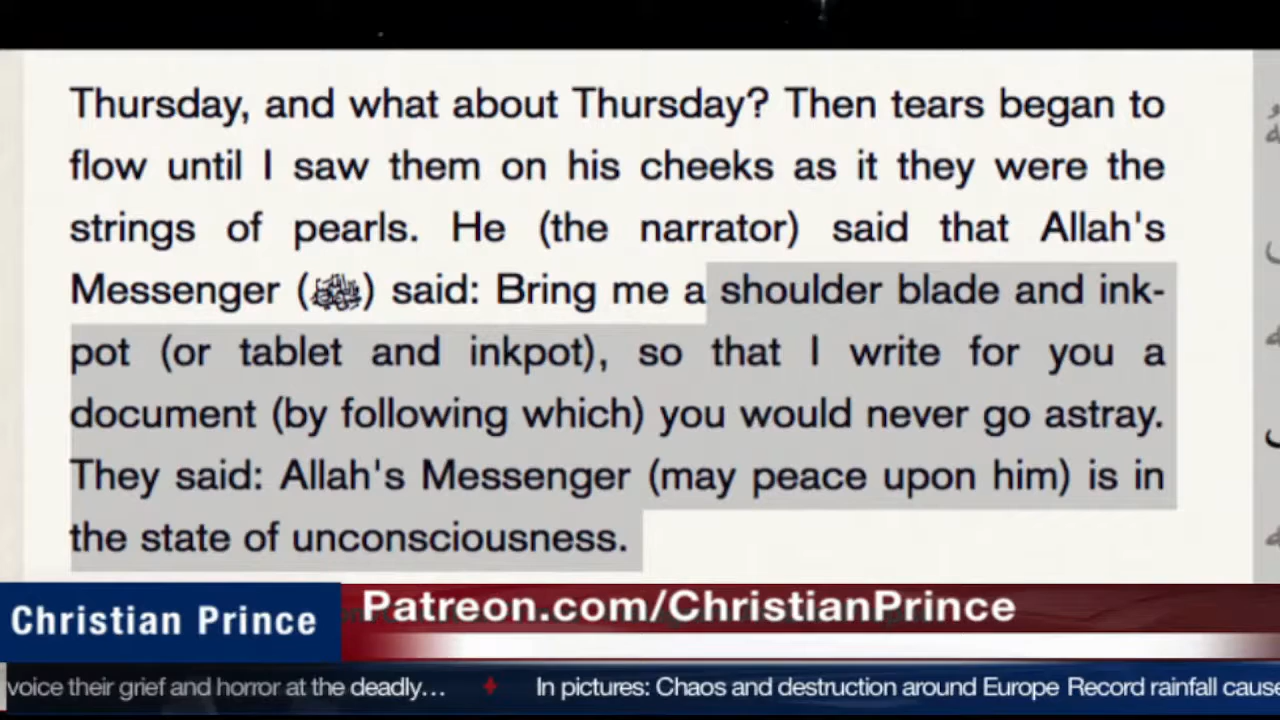 Thursday, and what about Thursday? Then tears began to
flow until I saw them on his cheeks as it they were the
strings of pearls. He (the narrator) said that Allah's
Messenger (ﷺ) said: Bring me a shoulder blade and ink-
pot (or tablet and inkpot), so that I write for you a
document (by following which) you would never go astray.
They said: Allah's Messenger (may peace upon him) is in
the state of unconsciousness.
Christian Prince
Patreon.com/ChristianPrince
voice their grief and horror at the deadly... ♦ In pictures: Chaos and destruction around Europe Record rainfall cause